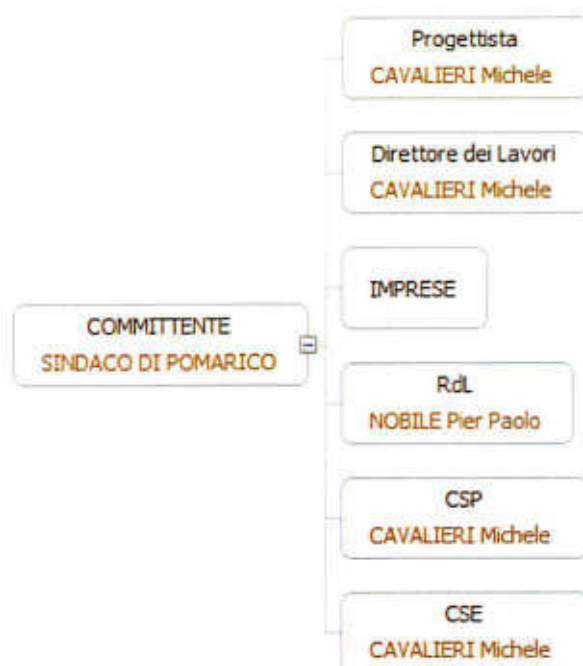 Progettista
CAVALIERI Michele
Direttore dei Lavori
CAVALIERI Michele
IMPRESE
COMMITTENTE
SINDACO DI POMARICO
RdL
NOBILE Pier Paolo
CSP
CAVALIERI Michele
CSE
CAVALIERI Michele